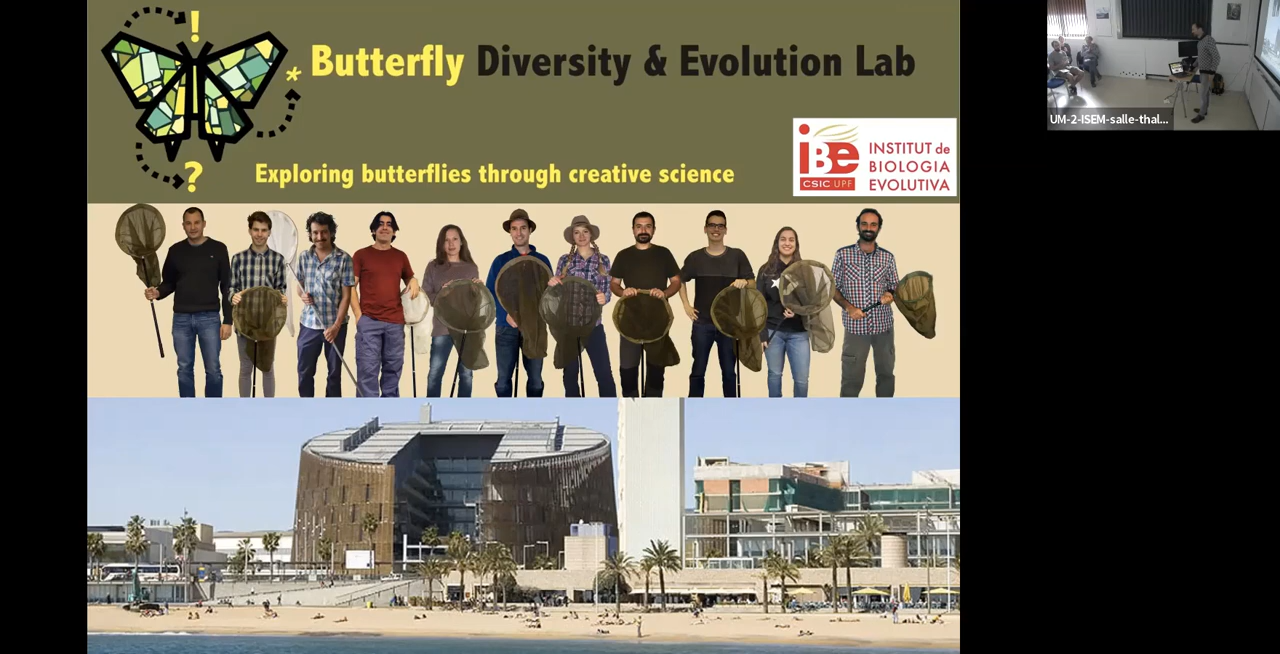 !
Butterfly Diversity & Evolution Lab
*
?
Exploring butterflies through creative science
iBe
CSIC UPF
INSTITUT de
BIOLOGIA
EVOLUTIVA
UM-2-ISEM-salle-thal...